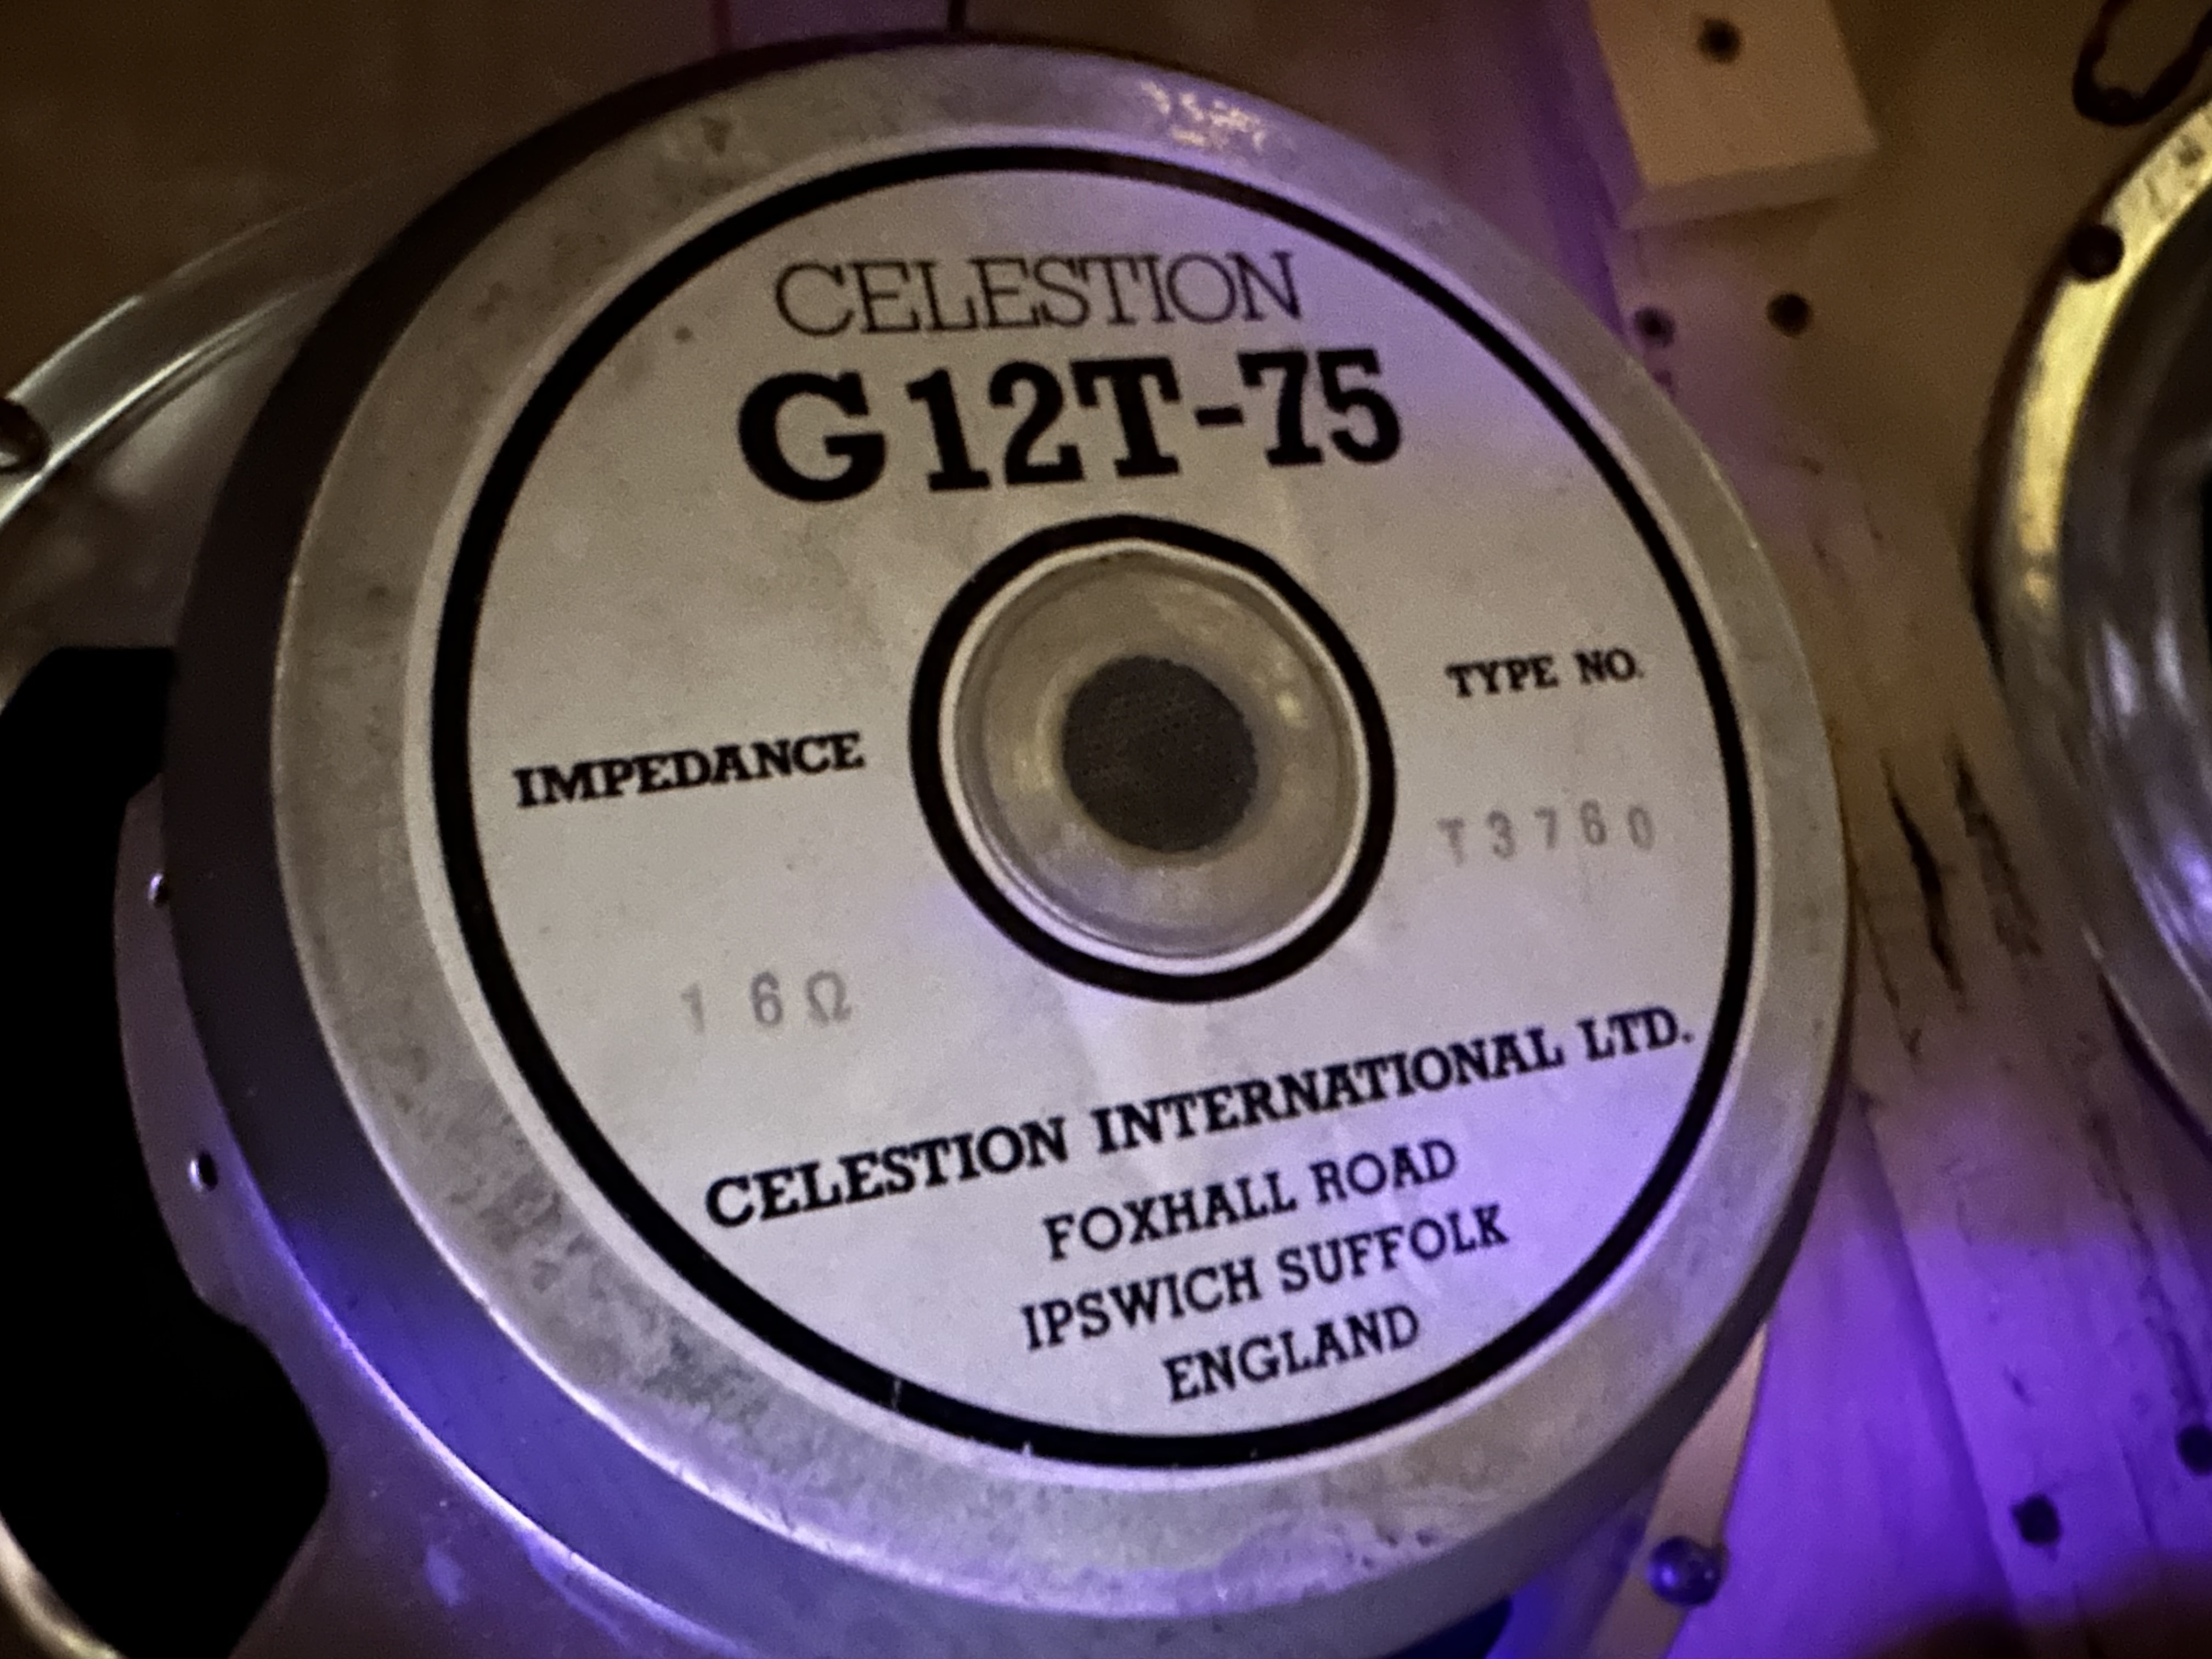 CELESTION
G12T-75
TYPE NO.
IMPEDANCE
T3760
16Ω
CELESTION INTERNATIONAL LTD.
FOXHALL ROAD
IPSWICH SUFFOLK
ENGLAND